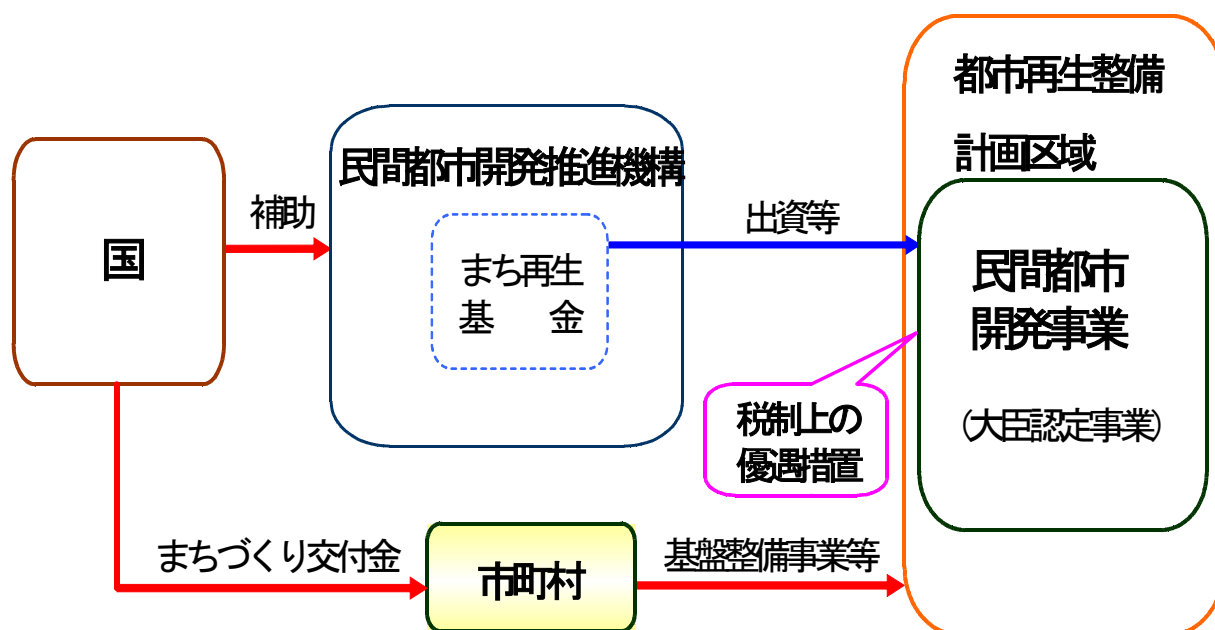 都市再生整備
計画区域
民間都市開発推進機構
補助
出資等
国
まち再生
基　金
民間都市
開発事業
税制上の
優遇措置
(大臣認定事業)
まちづくり交付金
基盤整備事業等
市町村